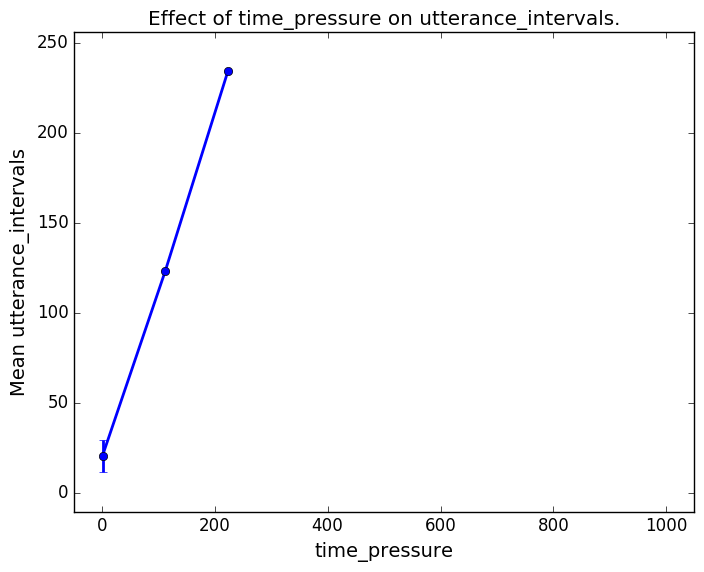 Effect of time_pressure on utterance_intervals.
250
200
150
100
50
0
Mean utterance_intervals
0 200 400 600 800 1000
time_pressure